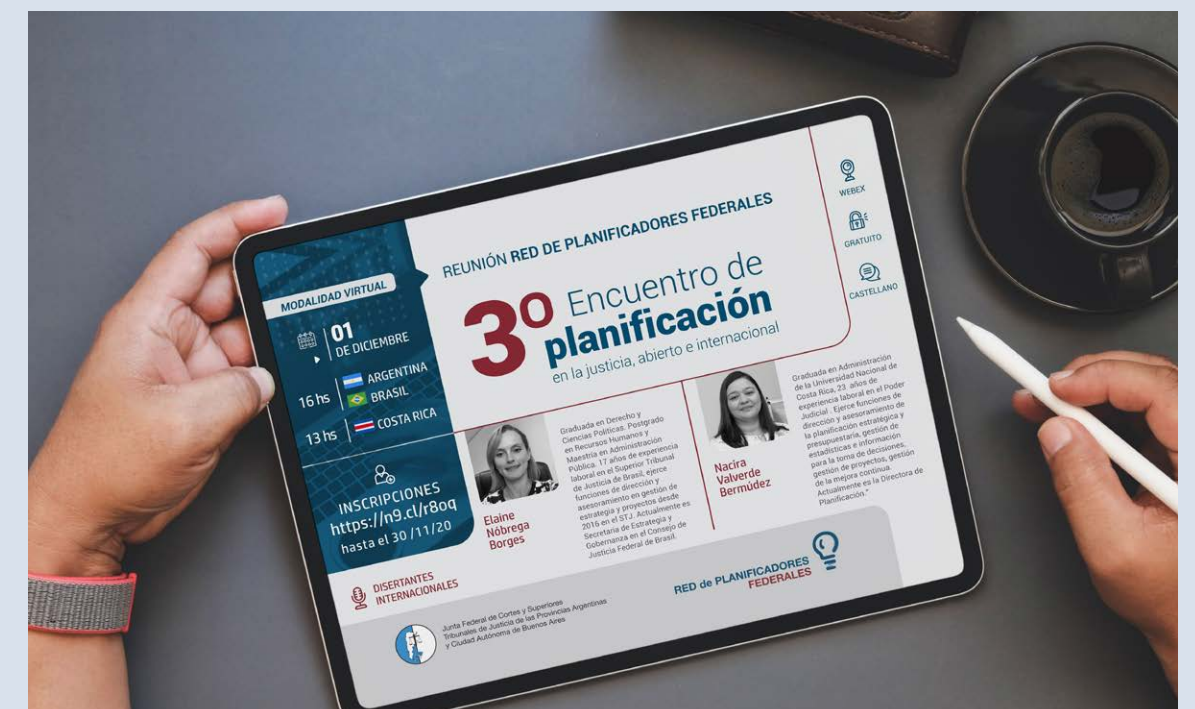 MODALIDAD VIRTUAL
01
DE DICIEMBRE
16 hs
ARGENTINA
BRASIL
13 hs
COSTA RICA
INSCRIPCIONES
https://n9.cl/r8oq
hasta el 30 /11/20
DISERTANTES
INTERNACIONALES
REUNIÓN RED DE PLANIFICADORES FEDERALES
3º Encuentro de
planificación
en la justicia, abierto e internacional
WEBEX
GRATUITO
CASTELLANO
Elaine
Nóbrega
Borges
Graduada en Derecho y
Ciencias Políticas. Postgrado
en Recursos Humanos y
Maestría en Administración
Pública. 17 años de experiencia
laboral en el Superior Tribunal
de Justicia de Brasil, ejerce
funciones de dirección y
asesoramiento en gestión de
estrategia y proyectos desde
2016 en el STJ. Actualmente es
Secretaria de Estrategia y
Gobernanza en el Consejo de
Justicia Federal de Brasil.
Nacira
Valverde
Bermúdez
Graduada en Administración
de la Universidad Nacional de
Costa Rica, 23 años de
experiencia laboral en el Poder
Judicial . Ejerce funciones de
dirección y asesoramiento de
la planificación estratégica y
presupuestaria, gestión de
estadísticas e información
para la toma de decisiones,
gestión de proyectos, gestión
de la mejora continua.
Actualmente es la Directora de
Planificación."
Junta Federal de Cortes y Superiores
Tribunales de Justicia de las Provincias Argentinas
y Ciudad Autónoma de Buenos Aires
RED de PLANIFICADORES
FEDERALES